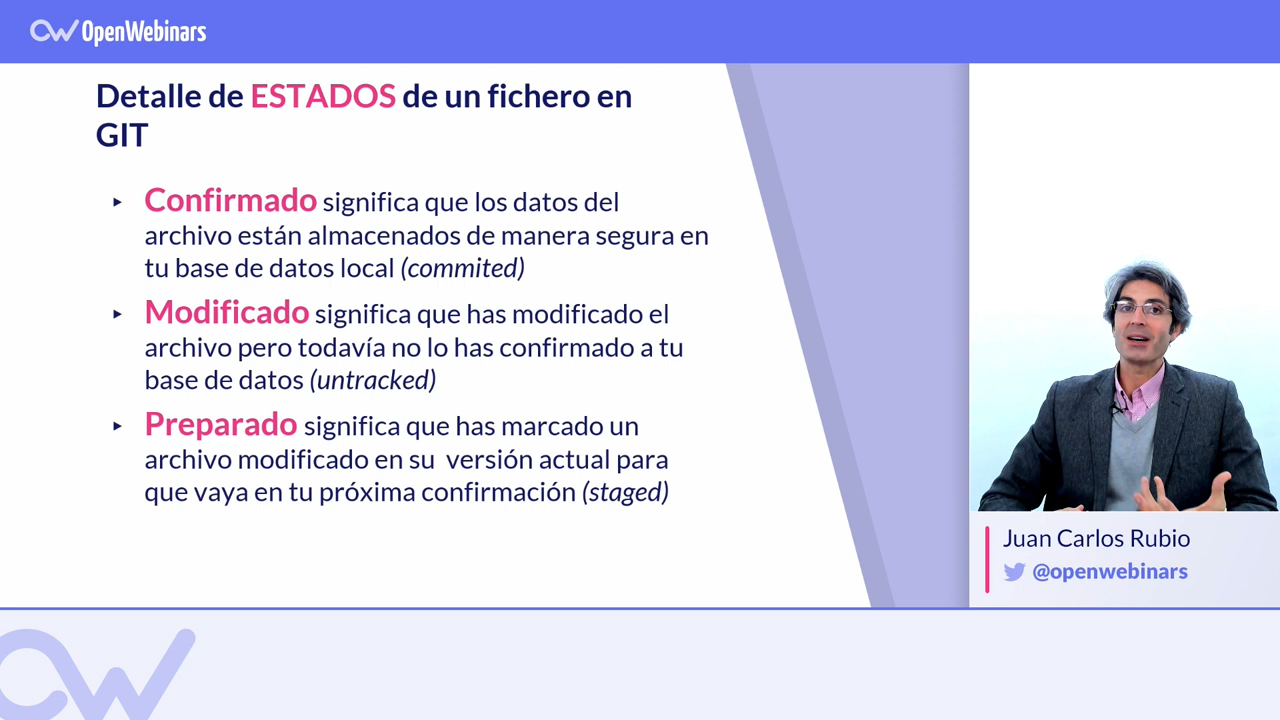 OpenWebinars
Detalle de ESTADOS de un fichero en
GIT
Confirmado significa que los datos del
archivo están almacenados de manera segura en
tu base de datos local (commited)
Modificado significa que has modificado el
archivo pero todavía no lo has confirmado a tu
base de datos (untracked)
Preparado significa que has marcado un
archivo modificado en su versión actual para
que vaya en tu próxima confirmación (staged)
Juan Carlos Rubio
@openwebinars